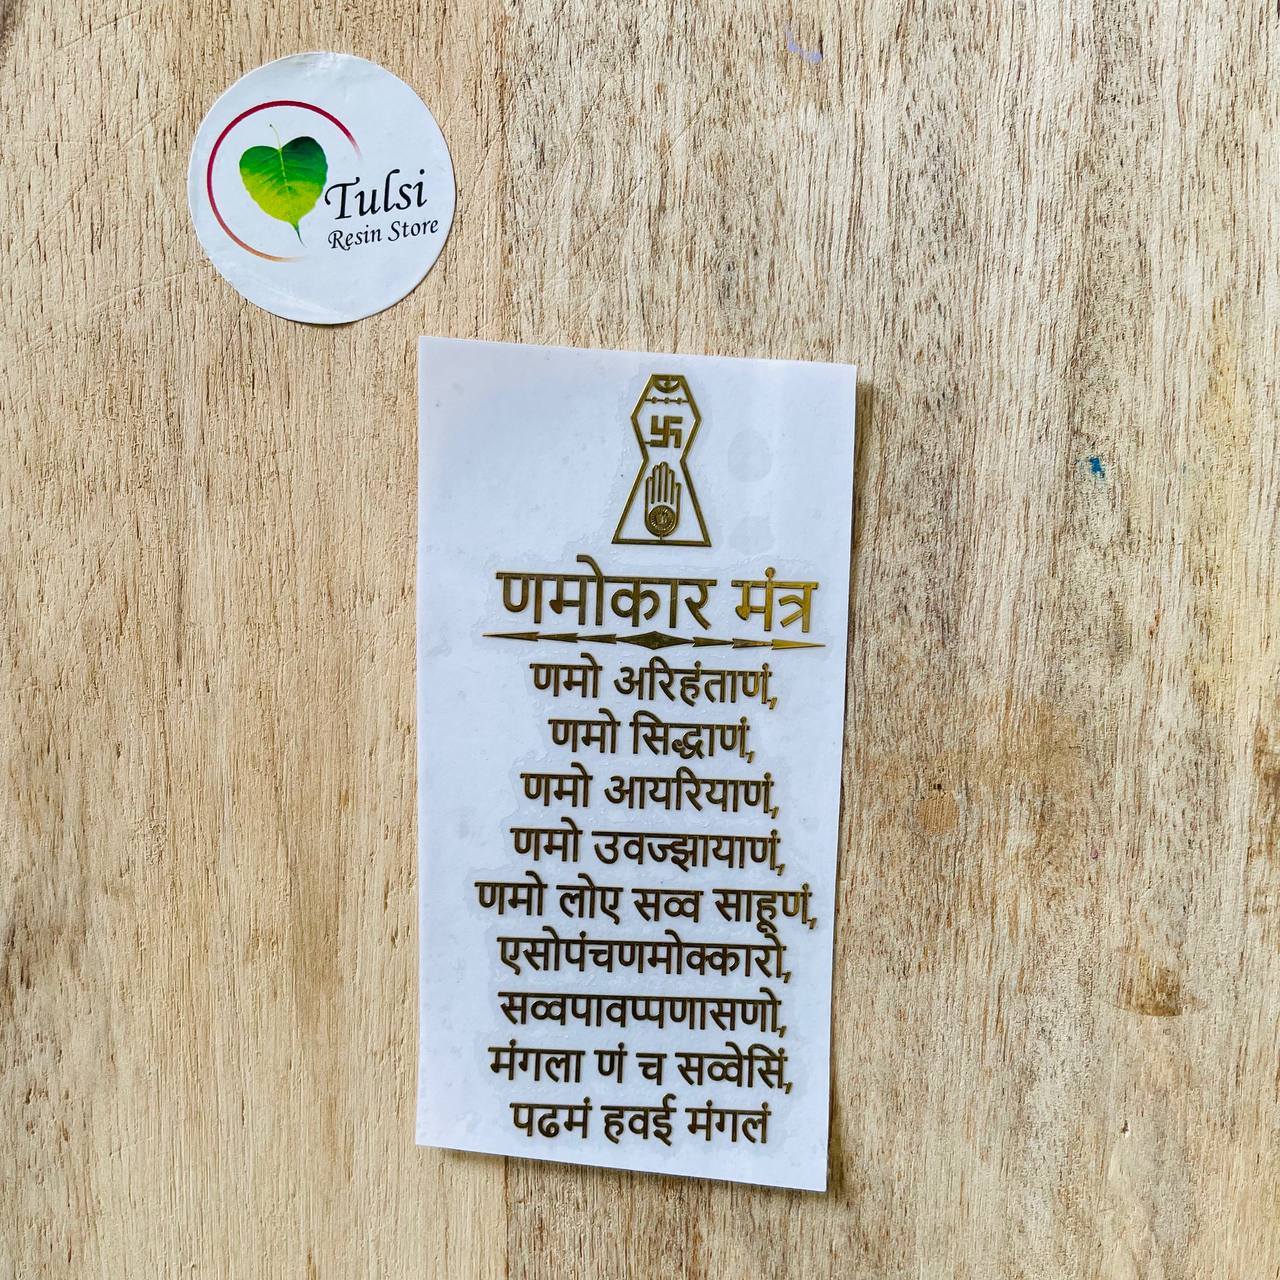 Tulsi
Resin Store
णमोकार मंत्र
णमो अरिहंताणं,
णमो सिद्धाणं,
णमो आयरियाणं,
णमो उवज्झायाणं,
णमो लोए सव्व साहूणं,
एसोपंचणमोक्कारो,
सव्वपावप्पणासणो,
मंगला णं च सव्वेसिं,
पढमं हवई मंगलं